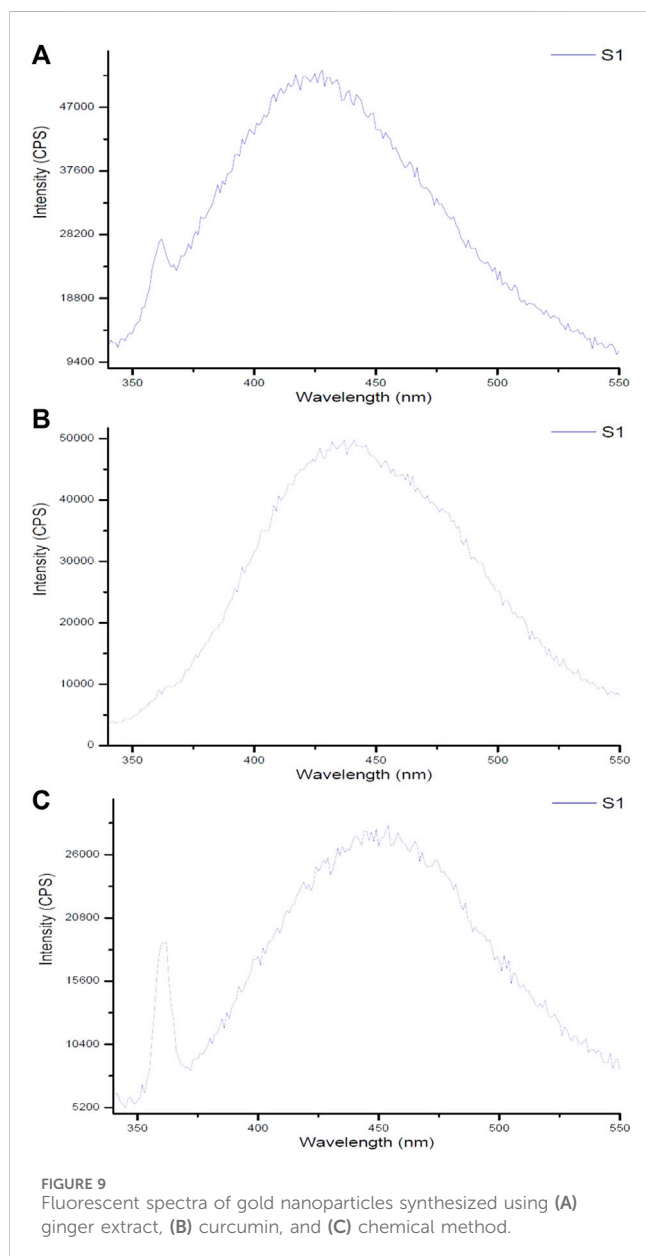 A
S1
Intensity (CPS)
47000
37600
28200
18800
9400
350 400 450 500 550
Wavelength (nm)
B
S1
Intensity (CPS)
50000
40000
30000
20000
10000
0
350 400 450 500 550
Wavelength (nm)
C
S1
Intensity (CPS)
26000
20800
15600
10400
5200
350 400 450 500 550
Wavelength (nm)
FIGURE 9
Fluorescent spectra of gold nanoparticles synthesized using (A)
ginger extract, (B) curcumin, and (C) chemical method.